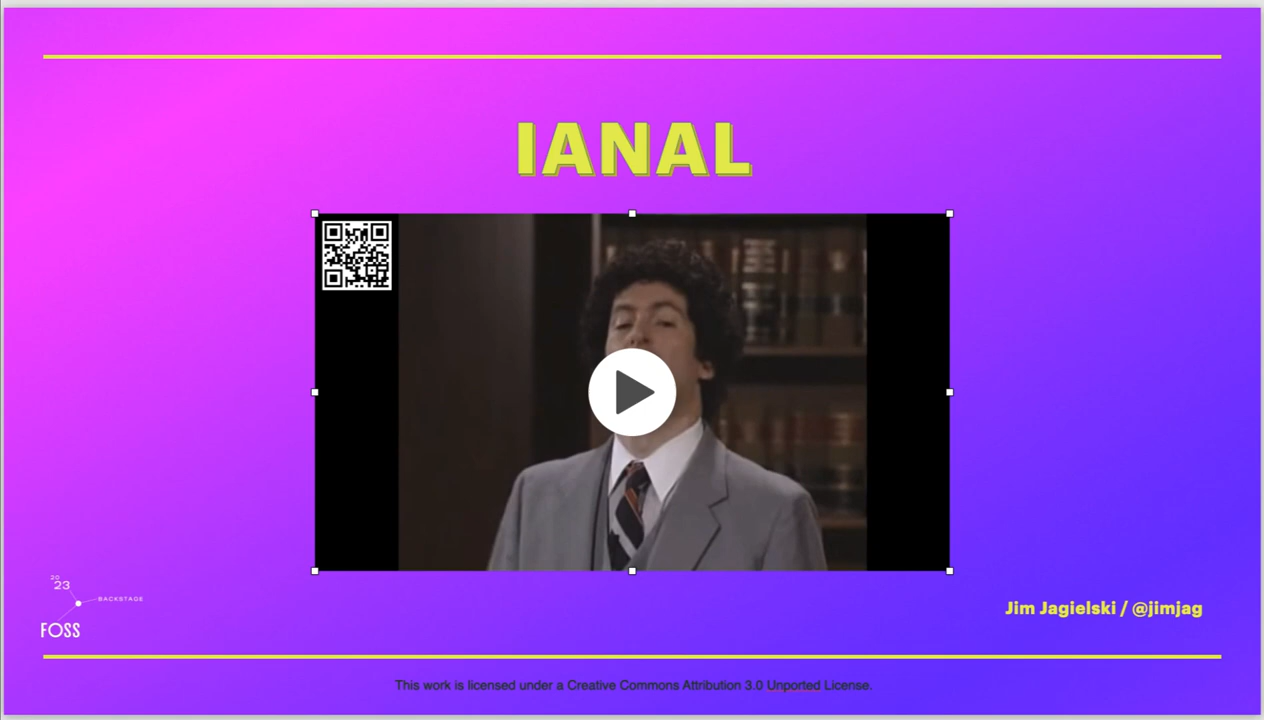 IANAL
20
23
BACKSTAGE
FOSS
Jim Jagielski / @jimjag
This work is licensed under a Creative Commons Attribution 3.0 Unported License.